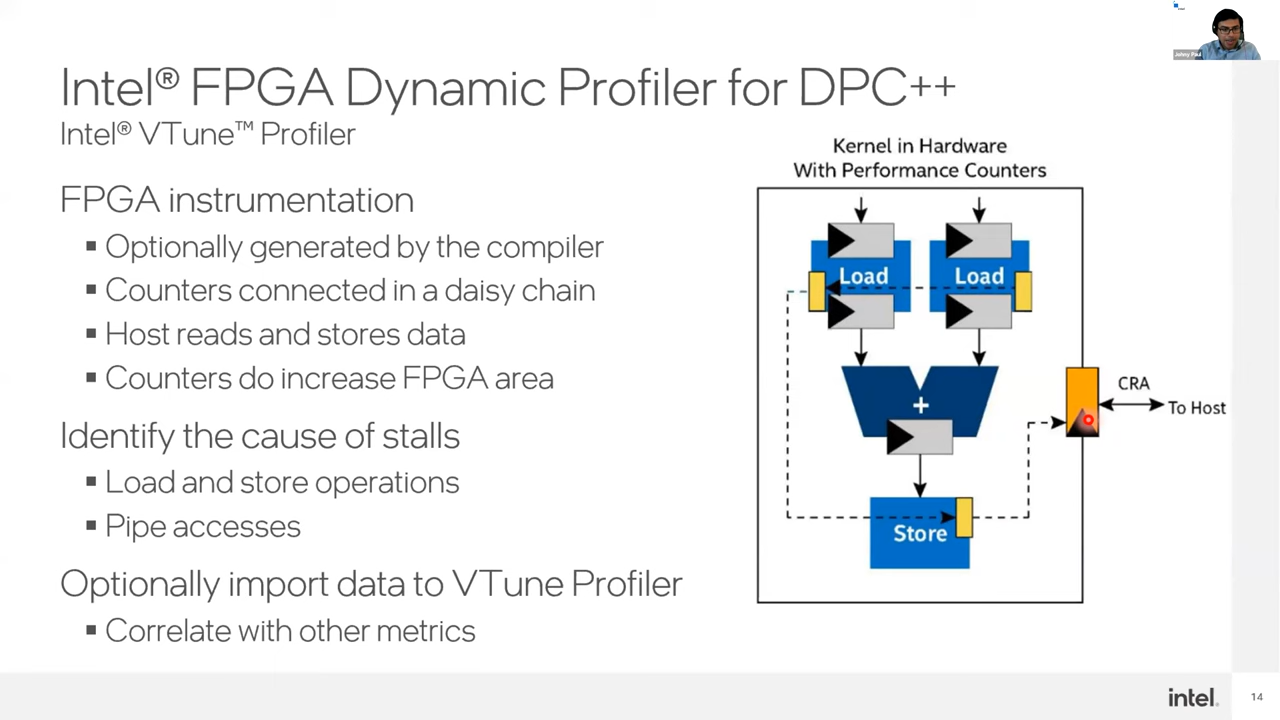 Intel® FPGA Dynamic Profiler for DPC++
Intel® VTune™ Profiler
FPGA instrumentation
▪ Optionally generated by the compiler
▪ Counters connected in a daisy chain
▪ Host reads and stores data
▪ Counters do increase FPGA area
Identify the cause of stalls
▪ Load and store operations
▪ Pipe accesses
Optionally import data to VTune Profiler
▪ Correlate with other metrics
Kernel in Hardware
With Performance Counters
Load
Load
+
Store
CRA
To Host
Johny Paul
intel.
14